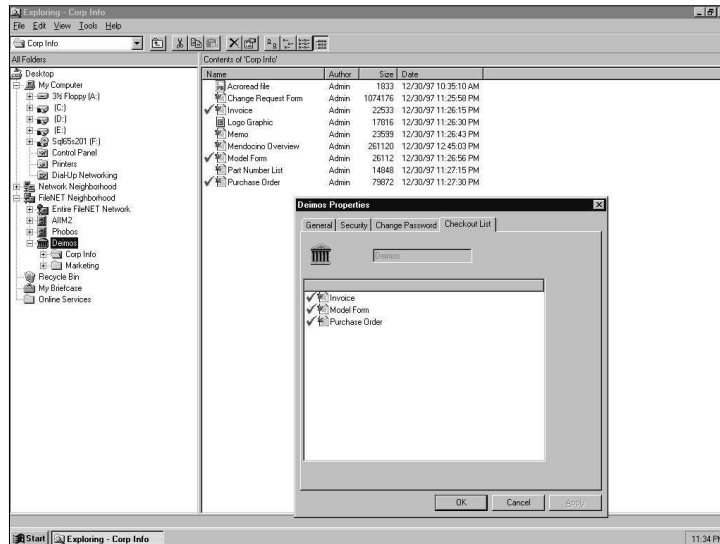 Exploring - Corp Info
File Edit View Tools Help
Corp Info
All Folders
Contents of 'Corp Info'
Desktop
My Computer
3½ Floppy (A:)
(C:)
(D:)
(E:)
Sql65s201 (F:)
Control Panel
Printers
Dial-Up Networking
Network Neighborhood
FileNET Neighborhood
Entire FileNET Network
AIIM2
Phobos
Deimos
Corp Info
Marketing
Recycle Bin
My Briefcase
Online Services
Name Author Size Date
Acroread file Admin 1833 12/30/97 10:35:10 AM
Change Request Form Admin 1074176 12/30/97 11:25:58 PM
Invoice Admin 22533 12/30/97 11:26:15 PM
Logo Graphic Admin 17816 12/30/97 11:26:30 PM
Memo Admin 23599 12/30/97 11:26:43 PM
Mendocino Overview Admin 261120 12/30/97 12:45:03 PM
Model Form Admin 26112 12/30/97 11:26:56 PM
Part Number List Admin 14848 12/30/97 11:27:15 PM
Purchase Order Admin 79872 12/30/97 11:27:30 PM
Deimos Properties
General Security Change Password Checkout List
Deimos
Invoice
Model Form
Purchase Order
OK Cancel Apply
Start Exploring - Corp Info
11:34 PM